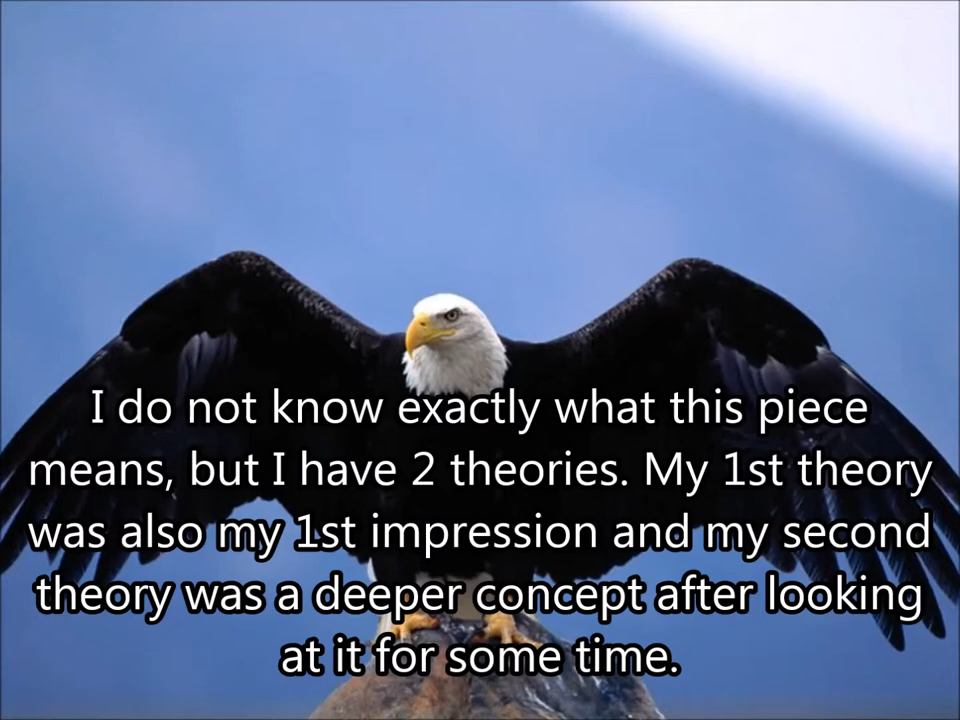 I do not know exactly what this piece
means, but I have 2 theories. My 1st theory
was also my 1st impression and my second
theory was a deeper concept after looking
at it for some time.